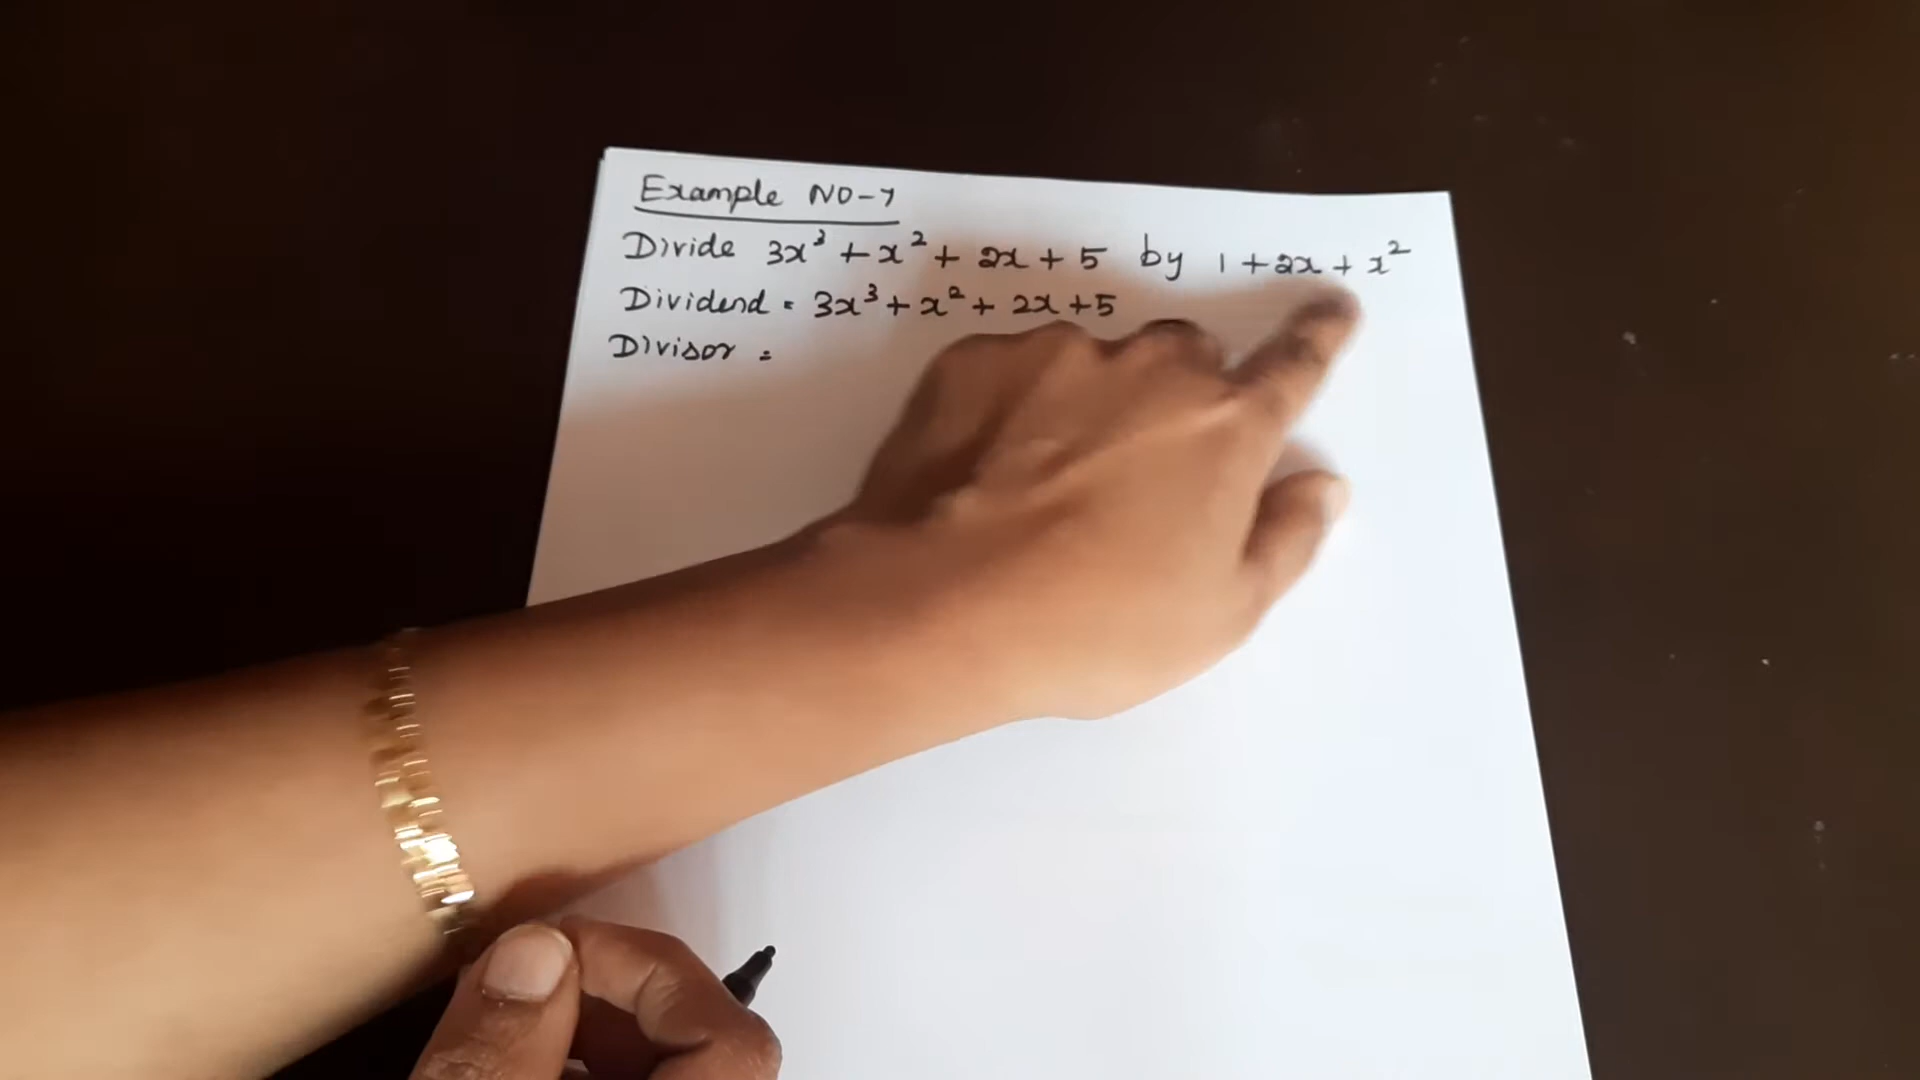 Example NO-7
Divide 3x³ + x² + 2x + 5 by 1 + 2x + x²
Dividend = 3x³ + x² + 2x + 5
Divisor =